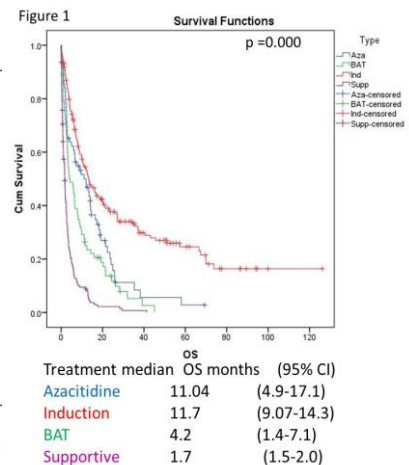 Figure 1
Survival Functions
p =0.000
Type
Aza
BAT
Ind
Supp
Aza-censored
BAT-censored
Ind-censored
Supp-censored
Cum Survival
1.0
0.8
0.6
0.4
0.2
0.0
0 20 40 60 80 100 120
OS
Treatment median OS months (95% CI)
Azacitidine 11.04 (4.9-17.1)
Induction 11.7 (9.07-14.3)
BAT 4.2 (1.4-7.1)
Supportive 1.7 (1.5-2.0)